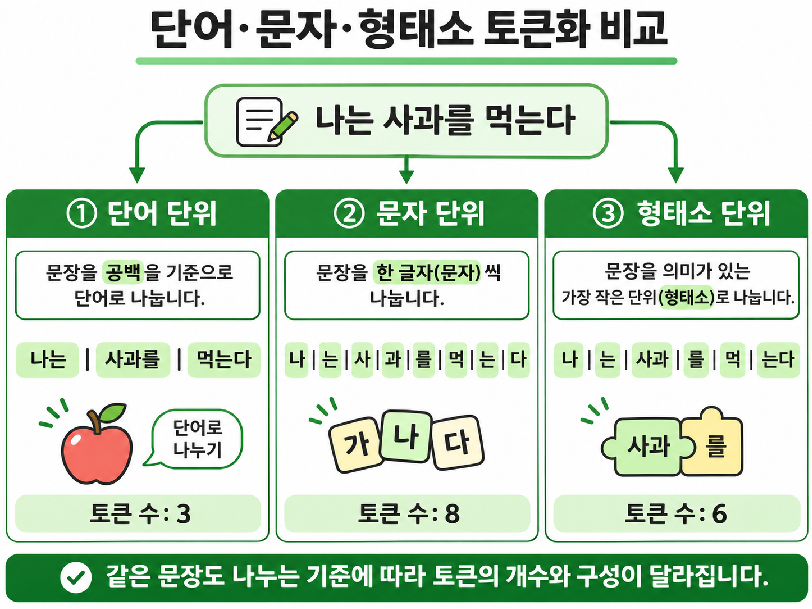 단어·문자·형태소 토큰화 비교
나는 사과를 먹는다
① 단어 단위
문장을 공백을 기준으로
단어로 나눕니다.
나는 | 사과를 | 먹는다
단어로
나누기
토큰 수: 3
② 문자 단위
문장을 한 글자(문자) 씩
나눕니다.
나 | 는 | 사 | 과 | 를 | 먹 | 는 | 다
가 나 다
토큰 수: 8
③ 형태소 단위
문장을 의미가 있는
가장 작은 단위(형태소)로 나눕니다.
나 | 는 | 사과 | 를 | 먹 | 는다
사과 를
토큰 수: 6
같은 문장도 나누는 기준에 따라 토큰의 개수와 구성이 달라집니다.